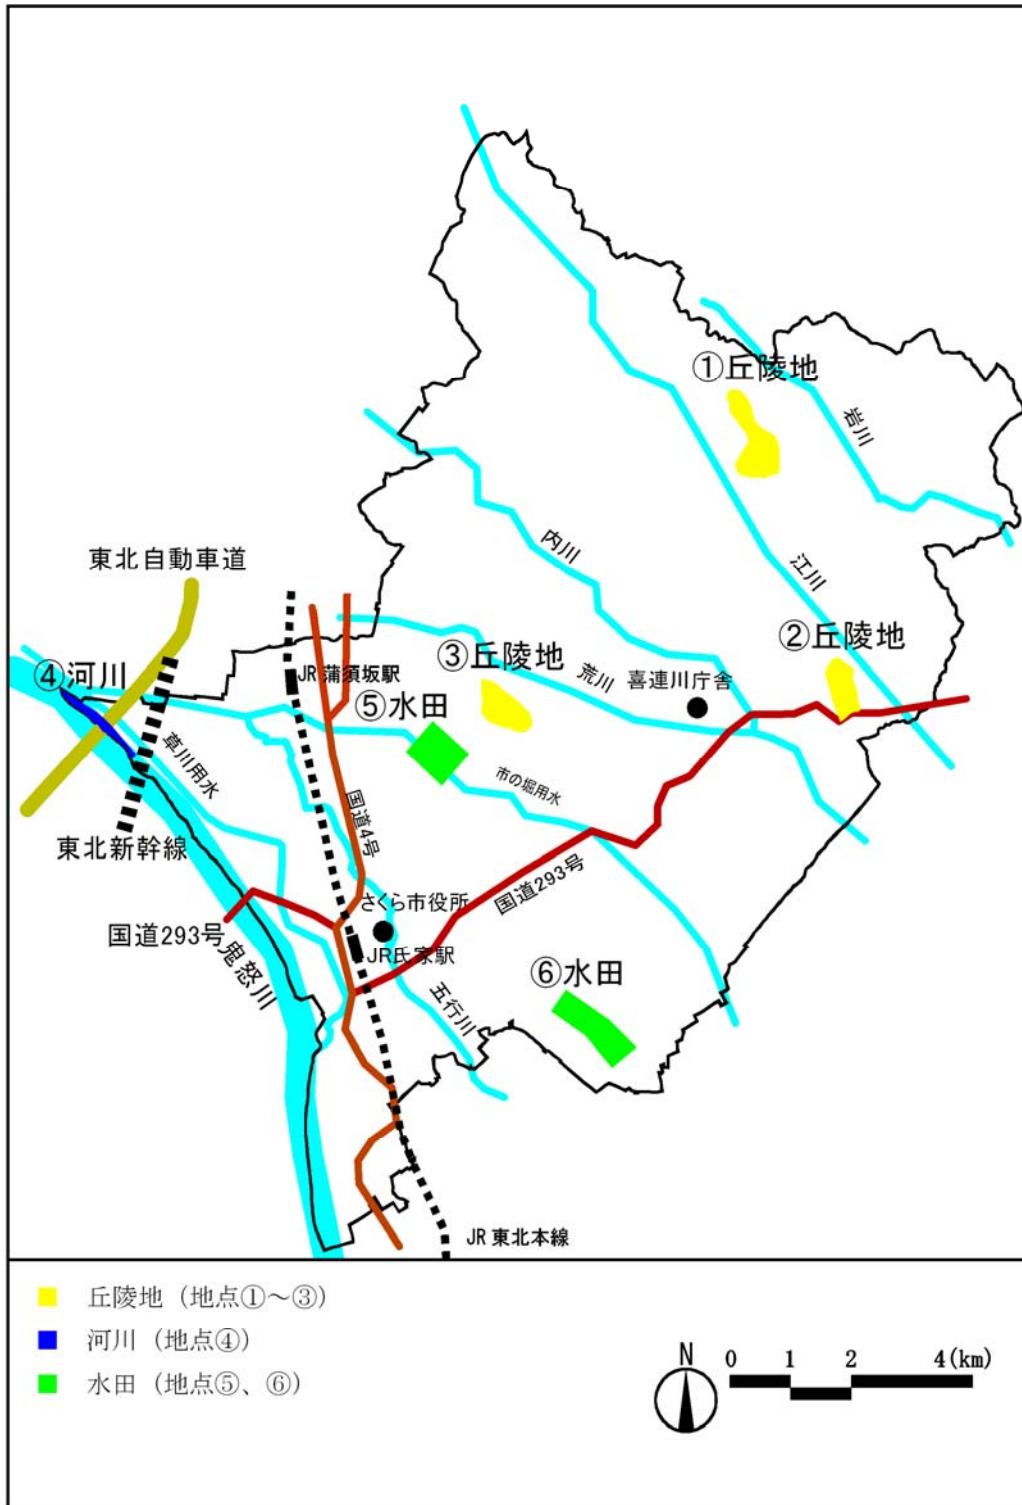 ①丘陵地
岩川
内川
江川
東北自動車道
②丘陵地
③丘陵地
④河川
JR蒲須坂駅
荒川
喜連川庁舎
⑤水田
草川用水
市の堀用水
国道4号
東北新幹線
国道293号
さくら市役所
国道293号
JR氏家駅
鬼怒川
⑥水田
五行川
JR東北本線
丘陵地（地点①～③）
河川（地点④）
水田（地点⑤、⑥）
N
0 1 2 4(km)